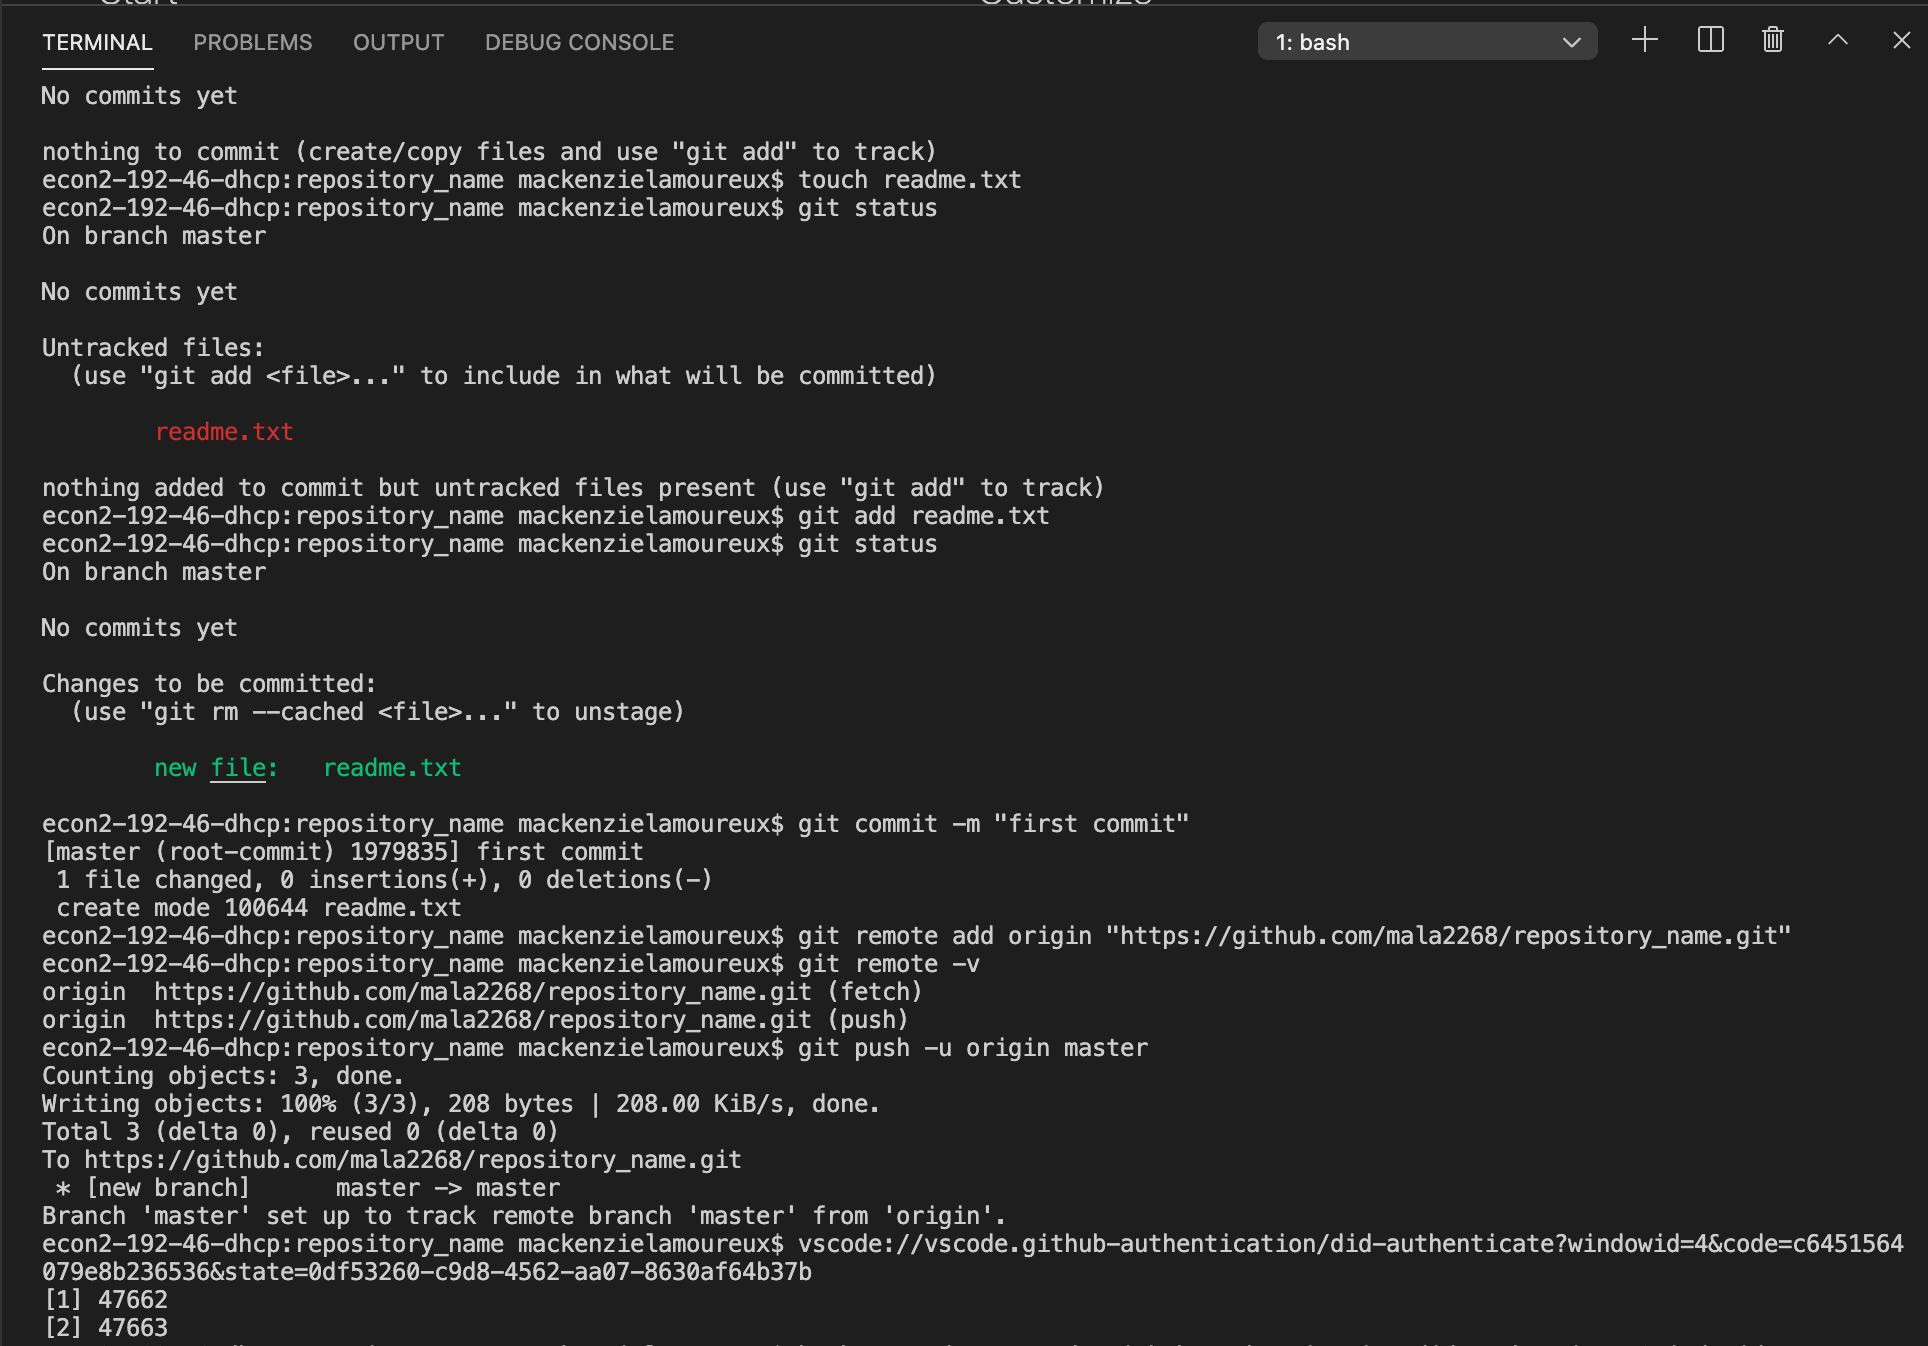 Start Customize
TERMINAL PROBLEMS OUTPUT DEBUG CONSOLE 1: bash
No commits yet
nothing to commit (create/copy files and use "git add" to track)
econ2-192-46-dhcp:repository_name mackenzielamoureux$ touch readme.txt
econ2-192-46-dhcp:repository_name mackenzielamoureux$ git status
On branch master
No commits yet
Untracked files:
  (use "git add <file>..." to include in what will be committed)
        readme.txt
nothing added to commit but untracked files present (use "git add" to track)
econ2-192-46-dhcp:repository_name mackenzielamoureux$ git add readme.txt
econ2-192-46-dhcp:repository_name mackenzielamoureux$ git status
On branch master
No commits yet
Changes to be committed:
  (use "git rm --cached <file>..." to unstage)
        new file:   readme.txt
econ2-192-46-dhcp:repository_name mackenzielamoureux$ git commit -m "first commit"
[master (root-commit) 1979835] first commit
 1 file changed, 0 insertions(+), 0 deletions(-)
 create mode 100644 readme.txt
econ2-192-46-dhcp:repository_name mackenzielamoureux$ git remote add origin "https://github.com/mala2268/repository_name.git"
econ2-192-46-dhcp:repository_name mackenzielamoureux$ git remote -v
origin  https://github.com/mala2268/repository_name.git (fetch)
origin  https://github.com/mala2268/repository_name.git (push)
econ2-192-46-dhcp:repository_name mackenzielamoureux$ git push -u origin master
Counting objects: 3, done.
Writing objects: 100% (3/3), 208 bytes | 208.00 KiB/s, done.
Total 3 (delta 0), reused 0 (delta 0)
To https://github.com/mala2268/repository_name.git
 * [new branch]      master -> master
Branch 'master' set up to track remote branch 'master' from 'origin'.
econ2-192-46-dhcp:repository_name mackenzielamoureux$ vscode://vscode.github-authentication/did-authenticate?windowid=4&code=c6451564
079e8b236536&state=0df53260-c9d8-4562-aa07-8630af64b37b
[1] 47662
[2] 47663